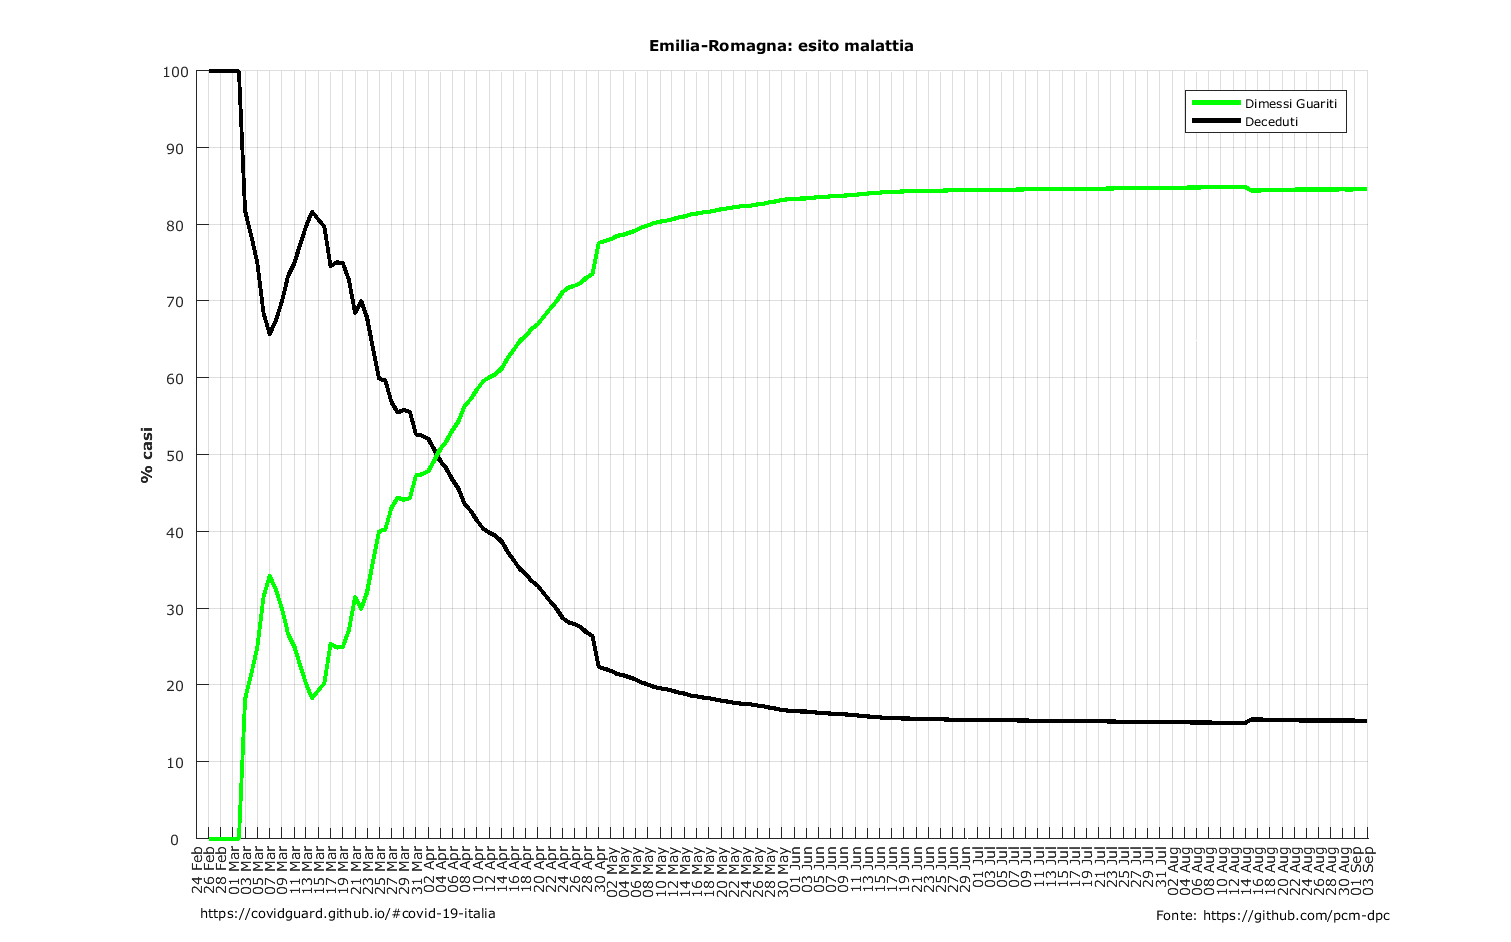 Emilia-Romagna: esito malattia
Dimessi Guariti
Deceduti
% casi
100
90
80
70
60
50
40
30
20
10
0
24 Feb
26 Feb
28 Feb
01 Mar
03 Mar
05 Mar
07 Mar
09 Mar
11 Mar
13 Mar
15 Mar
17 Mar
19 Mar
21 Mar
23 Mar
25 Mar
27 Mar
29 Mar
31 Mar
02 Apr
04 Apr
06 Apr
08 Apr
10 Apr
12 Apr
14 Apr
16 Apr
18 Apr
20 Apr
22 Apr
24 Apr
26 Apr
28 Apr
30 Apr
02 May
04 May
06 May
08 May
10 May
12 May
14 May
16 May
18 May
20 May
22 May
24 May
26 May
28 May
30 May
01 Jun
03 Jun
05 Jun
07 Jun
09 Jun
11 Jun
13 Jun
15 Jun
17 Jun
19 Jun
21 Jun
23 Jun
25 Jun
27 Jun
29 Jun
01 Jul
03 Jul
05 Jul
07 Jul
09 Jul
11 Jul
13 Jul
15 Jul
17 Jul
19 Jul
21 Jul
23 Jul
25 Jul
27 Jul
29 Jul
31 Jul
02 Aug
04 Aug
06 Aug
08 Aug
10 Aug
12 Aug
14 Aug
16 Aug
18 Aug
20 Aug
22 Aug
24 Aug
26 Aug
28 Aug
30 Aug
01 Sep
03 Sep
https://covidguard.github.io/#covid-19-italia
Fonte: https://github.com/pcm-dpc